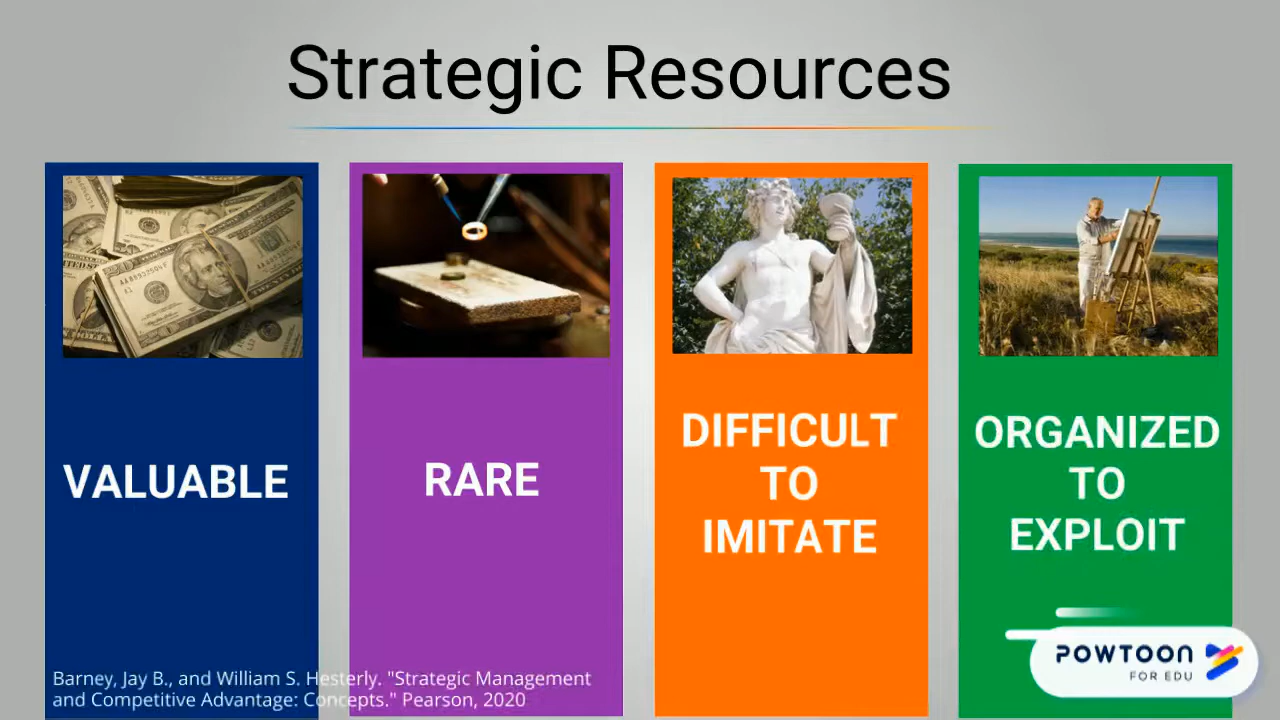 Strategic Resources
VALUABLE
RARE
DIFFICULT
TO
IMITATE
ORGANIZED
TO
EXPLOIT
Barney, Jay B., and William S. Hesterly. "Strategic Management
and Competitive Advantage: Concepts." Pearson, 2020
POWTOON
FOR EDU